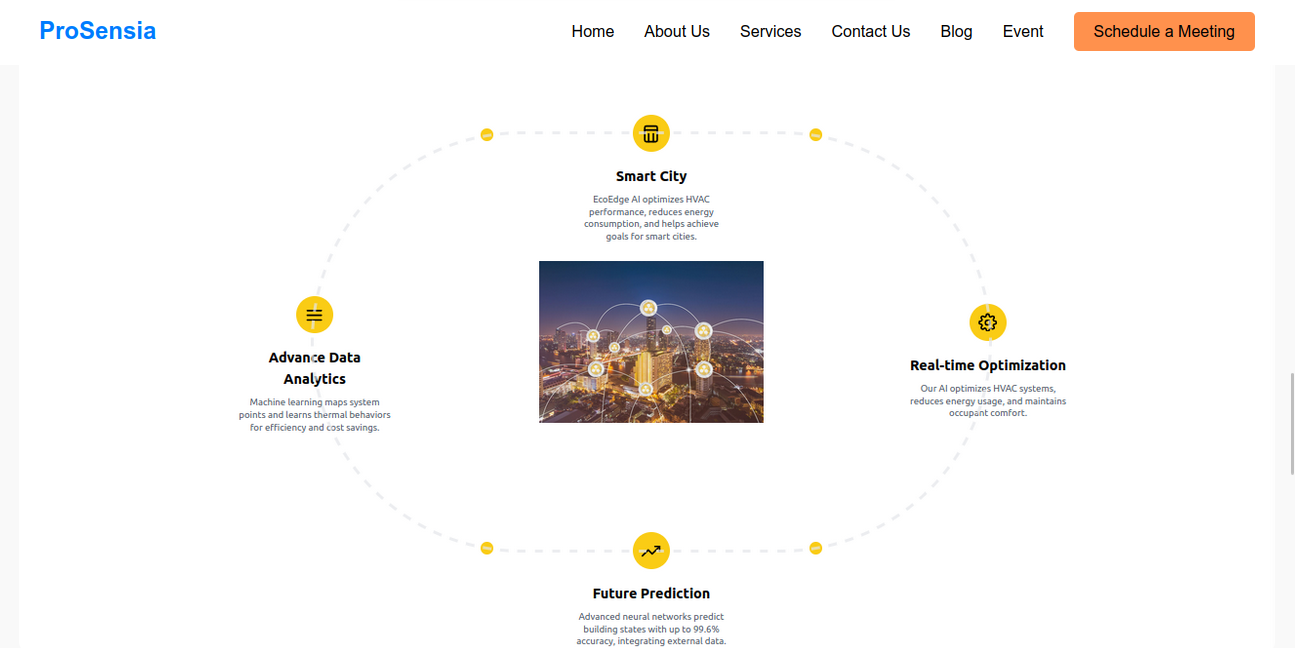 ProSensia
Home
About Us
Services
Contact Us
Blog
Event
Schedule a Meeting
Smart City
EcoEdge AI optimizes HVAC
performance, reduces energy
consumption, and helps achieve
goals for smart cities.
Advance Data
Analytics
Machine learning maps system
points and learns thermal behaviors
for efficiency and cost savings.
Real-time Optimization
Our AI optimizes HVAC systems,
reduces energy usage, and maintains
occupant comfort.
Future Prediction
Advanced neural networks predict
building states with up to 99.6%
accuracy, integrating external data.